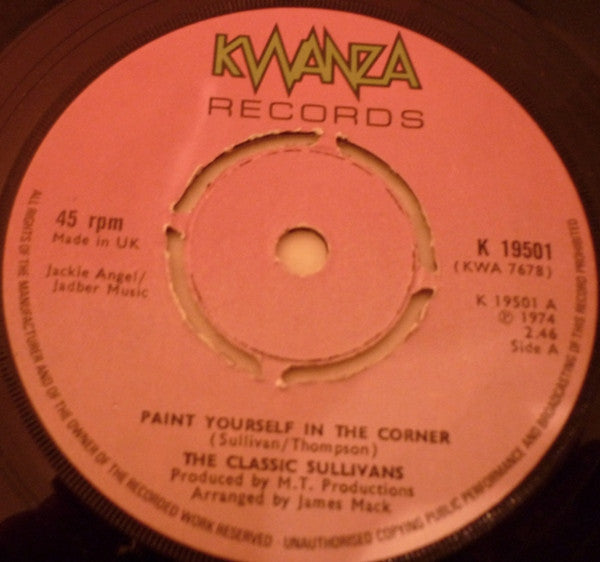 KWANZA
RECORDS
45 rpm
Made in UK
Jackie Angel/
Jadber Music
K 19501
(KWA 7678)
K 19501 A
℗ 1974
2.46
Side A
PAINT YOURSELF IN THE CORNER
(Sullivan/Thompson)
THE CLASSIC SULLIVANS
Produced by M.T. Productions
Arranged by James Mack
ALL RIGHTS OF THE MANUFACTURER AND OF THE OWNER OF THE RECORDED WORK RESERVED - UNAUTHORISED COPYING PUBLIC PERFORMANCE AND BROADCASTING OF THIS RECORD PROHIBITED